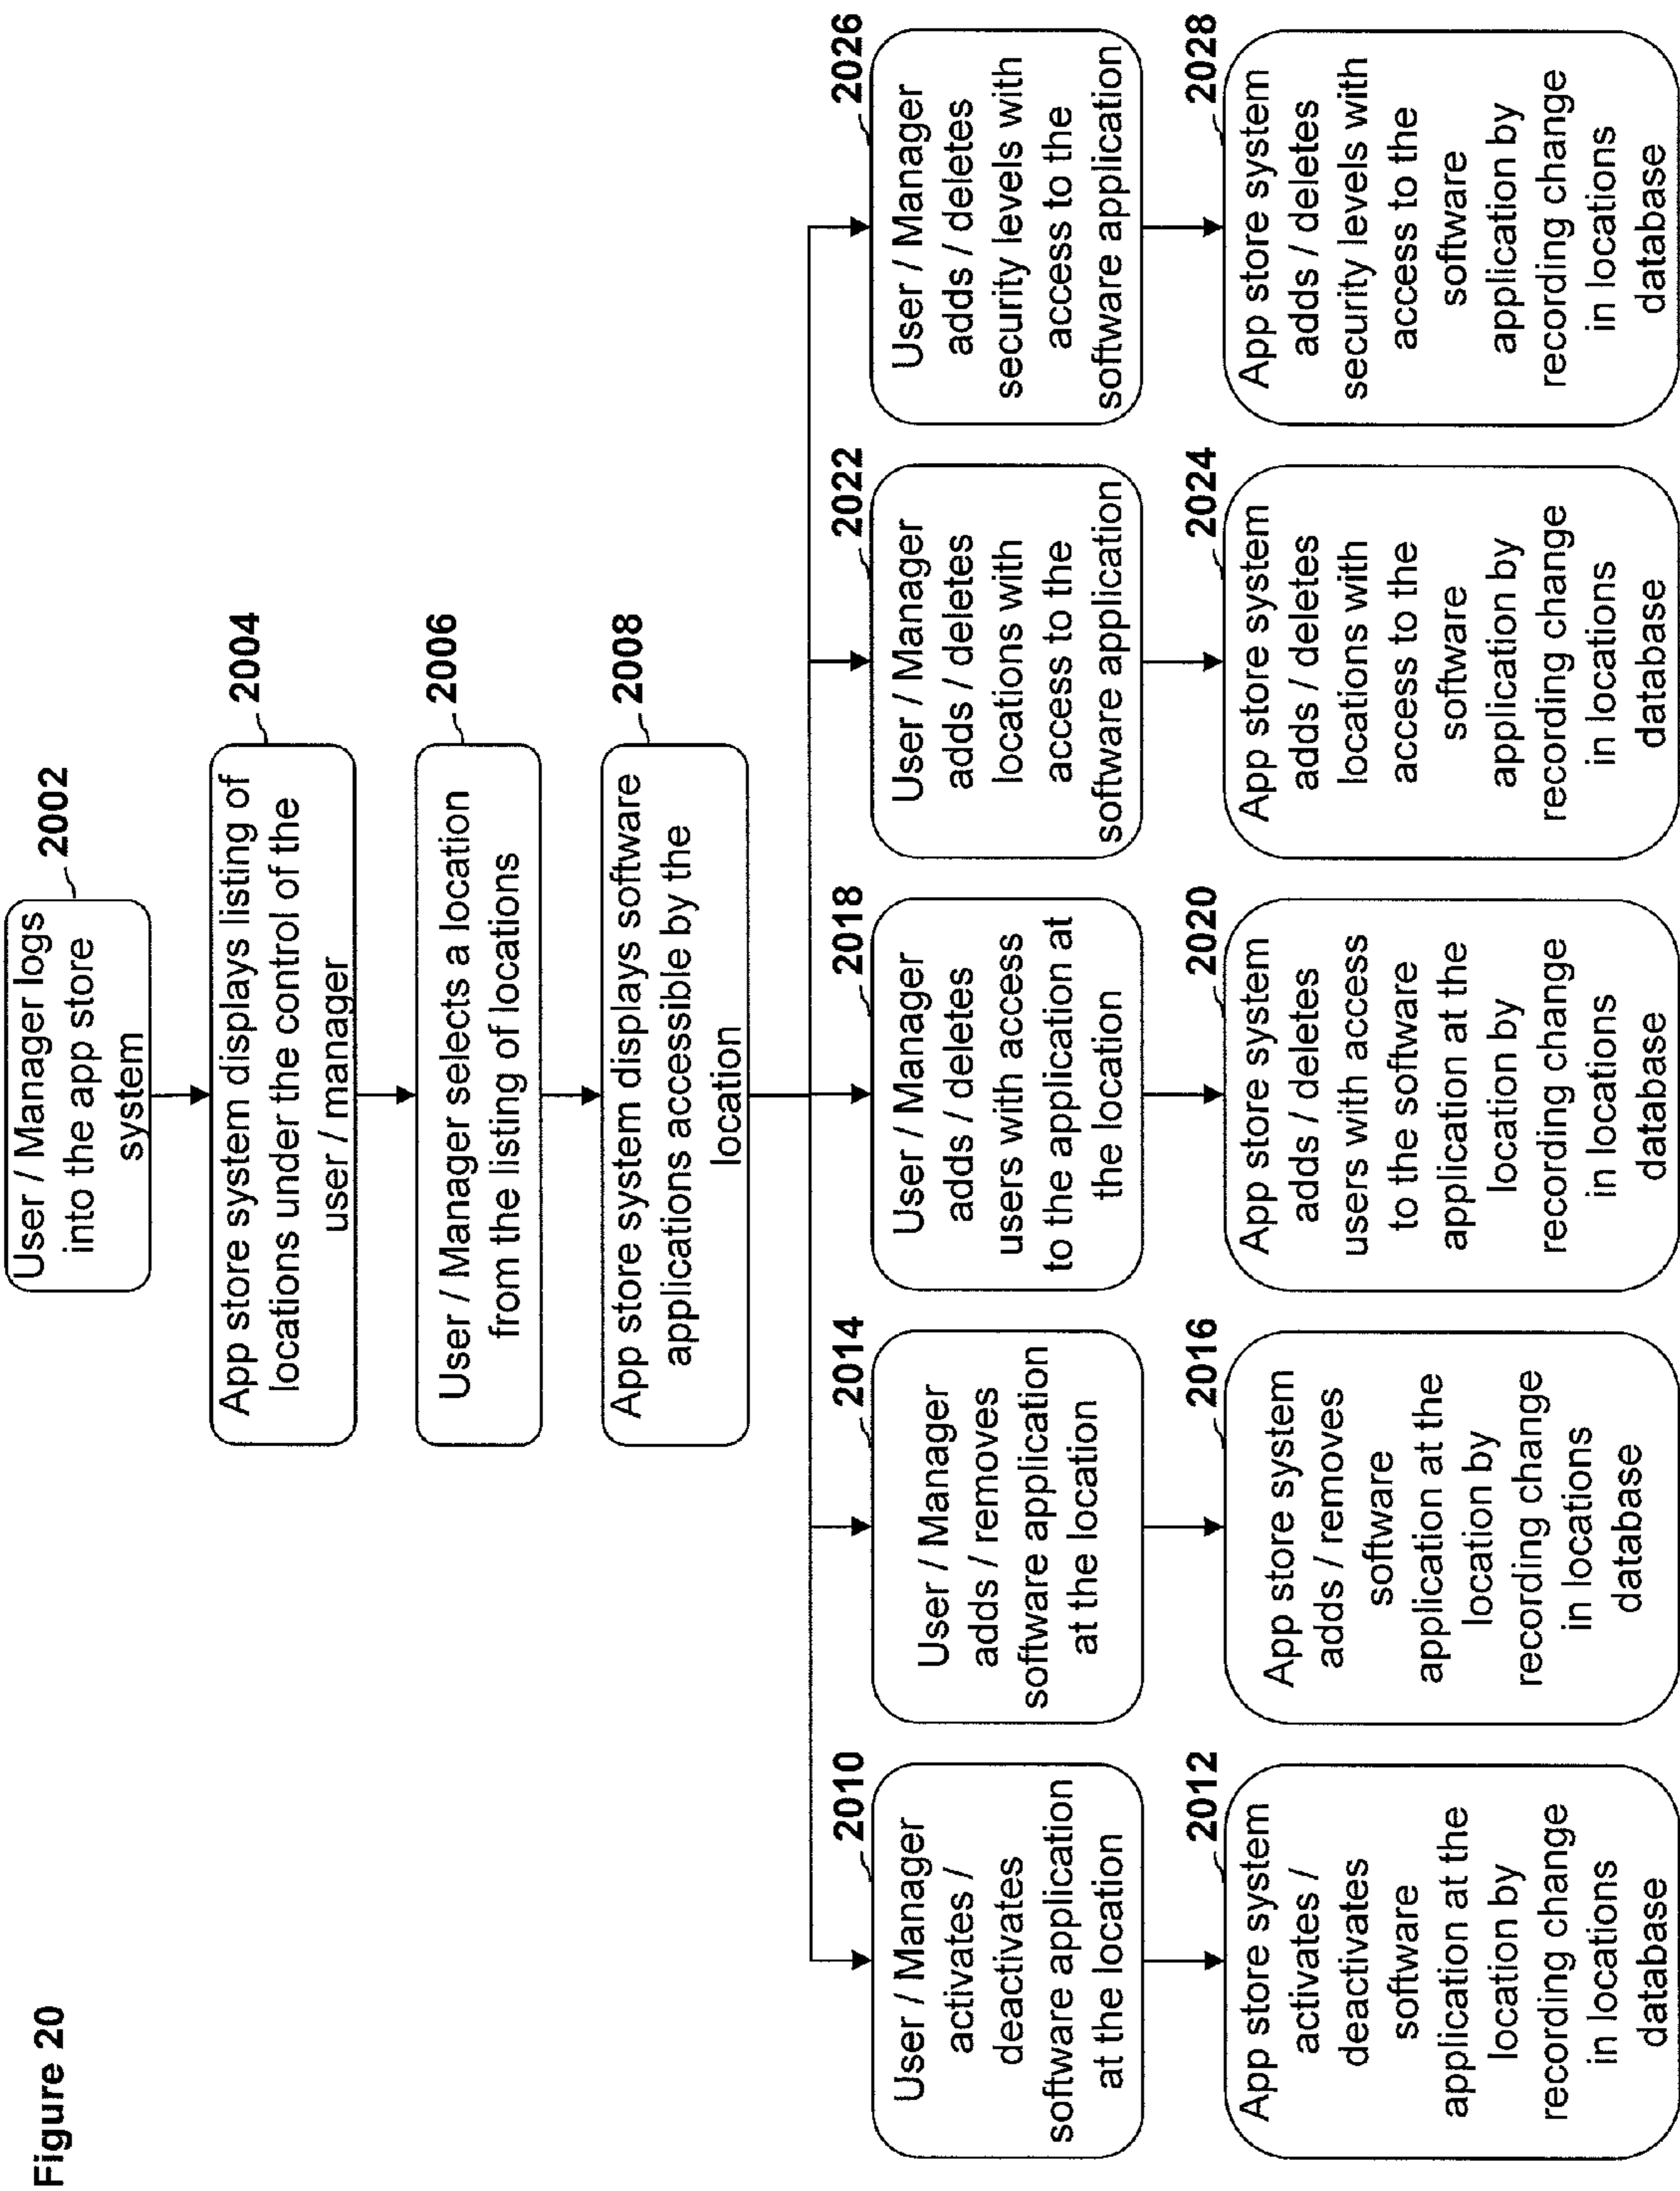 Figure 20
User / Manager logs
into the app store
system
2002
App store system displays listing of
locations under the control of the
user / manager
2004
User / Manager selects a location
from the listing of locations
2006
App store system displays software
applications accessible by the
location
2008
2010
User / Manager
activates /
deactivates
software application
at the location
2014
User / Manager
adds / removes
software application
at the location
2018
User / Manager
adds / deletes
users with access
to the application at
the location
2022
User / Manager
adds / deletes
locations with
access to the
software application
2026
User / Manager
adds / deletes
security levels with
access to the
software application
2012
App store system
activates /
deactivates
software
application at the
location by
recording change
in locations
database
2016
App store system
adds / removes
software
application at the
location by
recording change
in locations
database
2020
App store system
adds / deletes
users with access
to the software
application at the
location by
recording change
in locations
database
2024
App store system
adds / deletes
locations with
access to the
software
application by
recording change
in locations
database
2028
App store system
adds / deletes
security levels with
access to the
software
application by
recording change
in locations
database